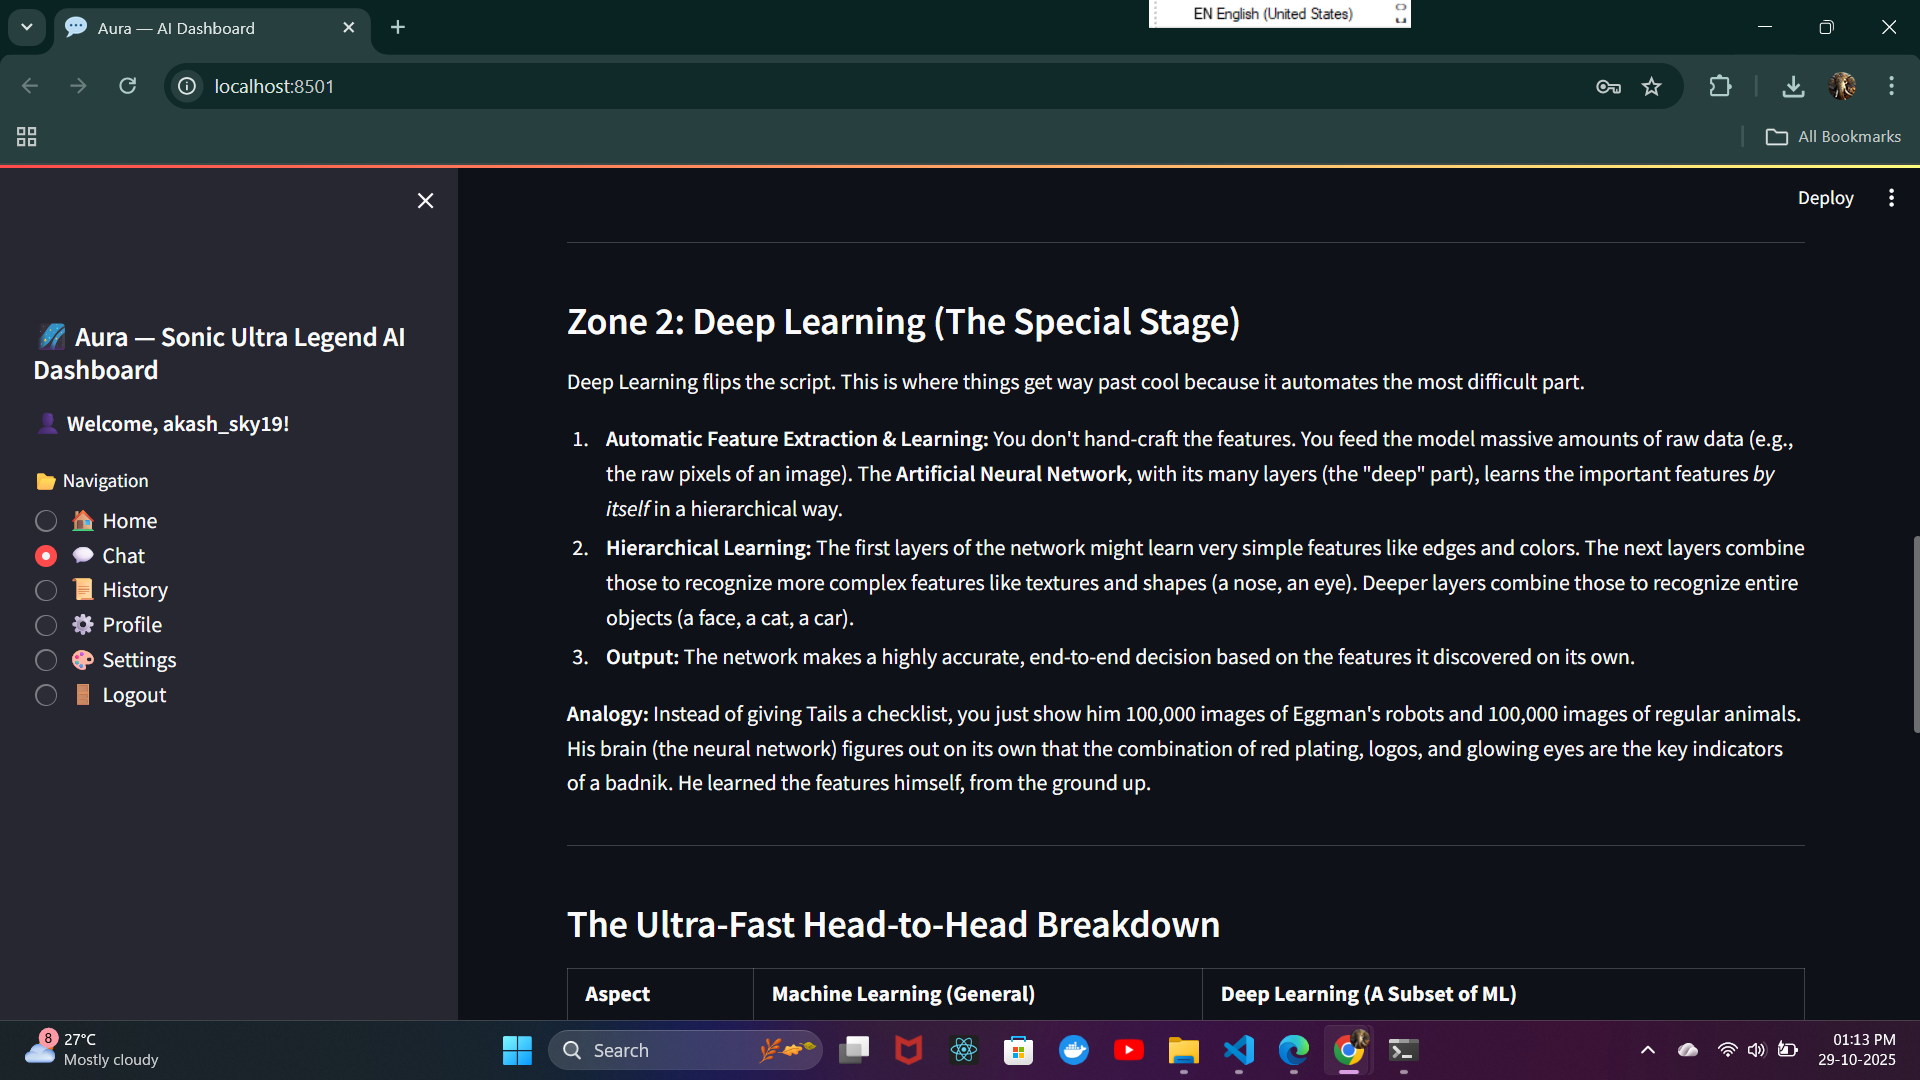 Aura — AI Dashboard
EN English (United States)
localhost:8501
All Bookmarks
Deploy
Aura — Sonic Ultra Legend AI
Dashboard
Welcome, akash_sky19!
Navigation
Home
Chat
History
Profile
Settings
Logout
Zone 2: Deep Learning (The Special Stage)
Deep Learning flips the script. This is where things get way past cool because it automates the most difficult part.
1. Automatic Feature Extraction & Learning: You don't hand-craft the features. You feed the model massive amounts of raw data (e.g.,
the raw pixels of an image). The Artificial Neural Network, with its many layers (the "deep" part), learns the important features by
itself in a hierarchical way.
2. Hierarchical Learning: The first layers of the network might learn very simple features like edges and colors. The next layers combine
those to recognize more complex features like textures and shapes (a nose, an eye). Deeper layers combine those to recognize entire
objects (a face, a cat, a car).
3. Output: The network makes a highly accurate, end-to-end decision based on the features it discovered on its own.
Analogy: Instead of giving Tails a checklist, you just show him 100,000 images of Eggman's robots and 100,000 images of regular animals.
His brain (the neural network) figures out on its own that the combination of red plating, logos, and glowing eyes are the key indicators
of a badnik. He learned the features himself, from the ground up.
The Ultra-Fast Head-to-Head Breakdown
Aspect Machine Learning (General) Deep Learning (A Subset of ML)
8
27°C
Mostly cloudy
Search
01:13 PM
29-10-2025